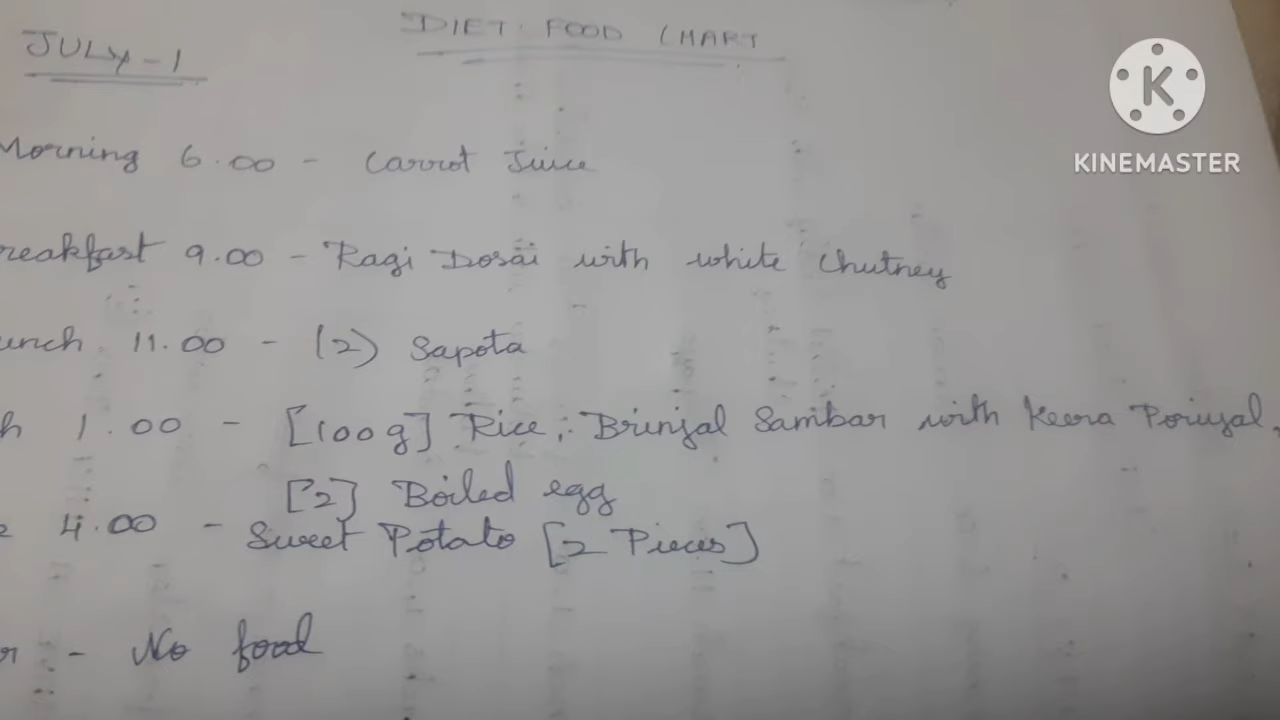 DIET FOOD CHART
JULY-1
Morning 6.00 - Carrot Juice
reakfast 9.00 - Ragi Dosai with white Chutney
unch 11.00 - (2) Sapota
ch 1.00 - [100g] Rice, Brinjal Sambar with Keera Poriyal,
[2] Boiled egg
4.00 - Sweet Potato [2 Pieces]
- No food
K
KINEMASTER